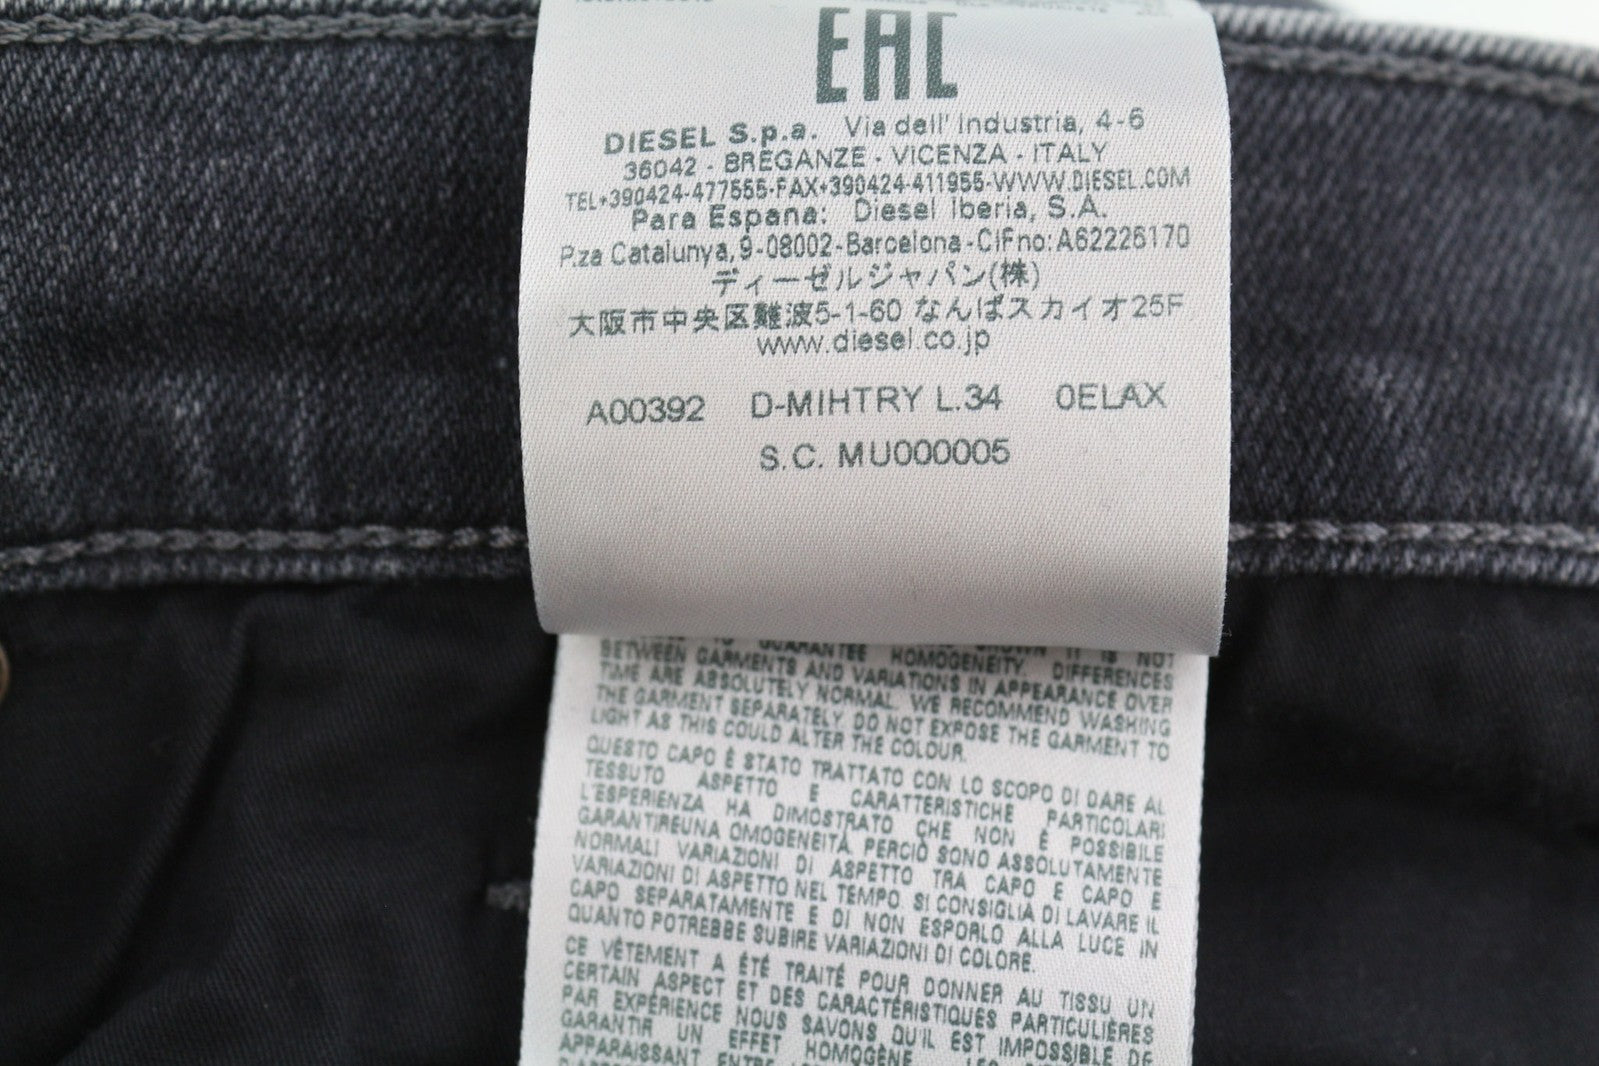 EAC
DIESEL S.p.a. Via dell' Industria, 4-6
36042 - BREGANZE - VICENZA - ITALY
TEL+390424-477555-FAX+390424-411955-WWW.DIESEL.COM
Para Espana: Diesel Iberia, S.A.
P.za Catalunya, 9-08002-Barcelona-CIFno: A62226170
ディーゼルジャパン(株)
大阪市中央区難波5-1-60 なんばスカイオ25F
www.diesel.co.jp
A00392 D-MIHTRY L.34 0ELAX
S.C. MU000005
TO GUARANTEE HOMOGENEITY. DIFFERENCES
BETWEEN GARMENTS AND VARIATIONS IN APPEARANCE OVER
TIME ARE ABSOLUTELY NORMAL. WE RECOMMEND WASHING
THE GARMENT SEPARATELY. DO NOT EXPOSE THE GARMENT TO
LIGHT AS THIS COULD ALTER THE COLOUR.
QUESTO CAPO È STATO TRATTATO CON LO SCOPO DI DARE AL
TESSUTO ASPETTO E CARATTERISTICHE PARTICOLARI
L'ESPERIENZA HA DIMOSTRATO CHE NON È POSSIBILE
GARANTIREUNA OMOGENEITÀ PERCIÒ SONO ASSOLUTAMENTE
NORMALI VARIAZIONI DI ASPETTO TRA CAPO E CAPO E
VARIAZIONI DI ASPETTO NEL TEMPO SI CONSIGLIA DI LAVARE IL
CAPO SEPARATAMENTE E DI NON ESPORLO ALLA LUCE IN
QUANTO POTREBBE SUBIRE VARIAZIONI DI COLORE.
CE VÊTEMENT A ÉTÉ TRAITÉ POUR DONNER AU TISSU UN
CERTAIN ASPECT ET DES CARACTÉRISTIQUES PARTICULIÈRES
PAR EXPÉRIENCE NOUS SAVONS QU'IL EST IMPOSSIBLE DE
GARANTIR UN EFFET HOMOGÈNE
APPARAISSANT ENTRE